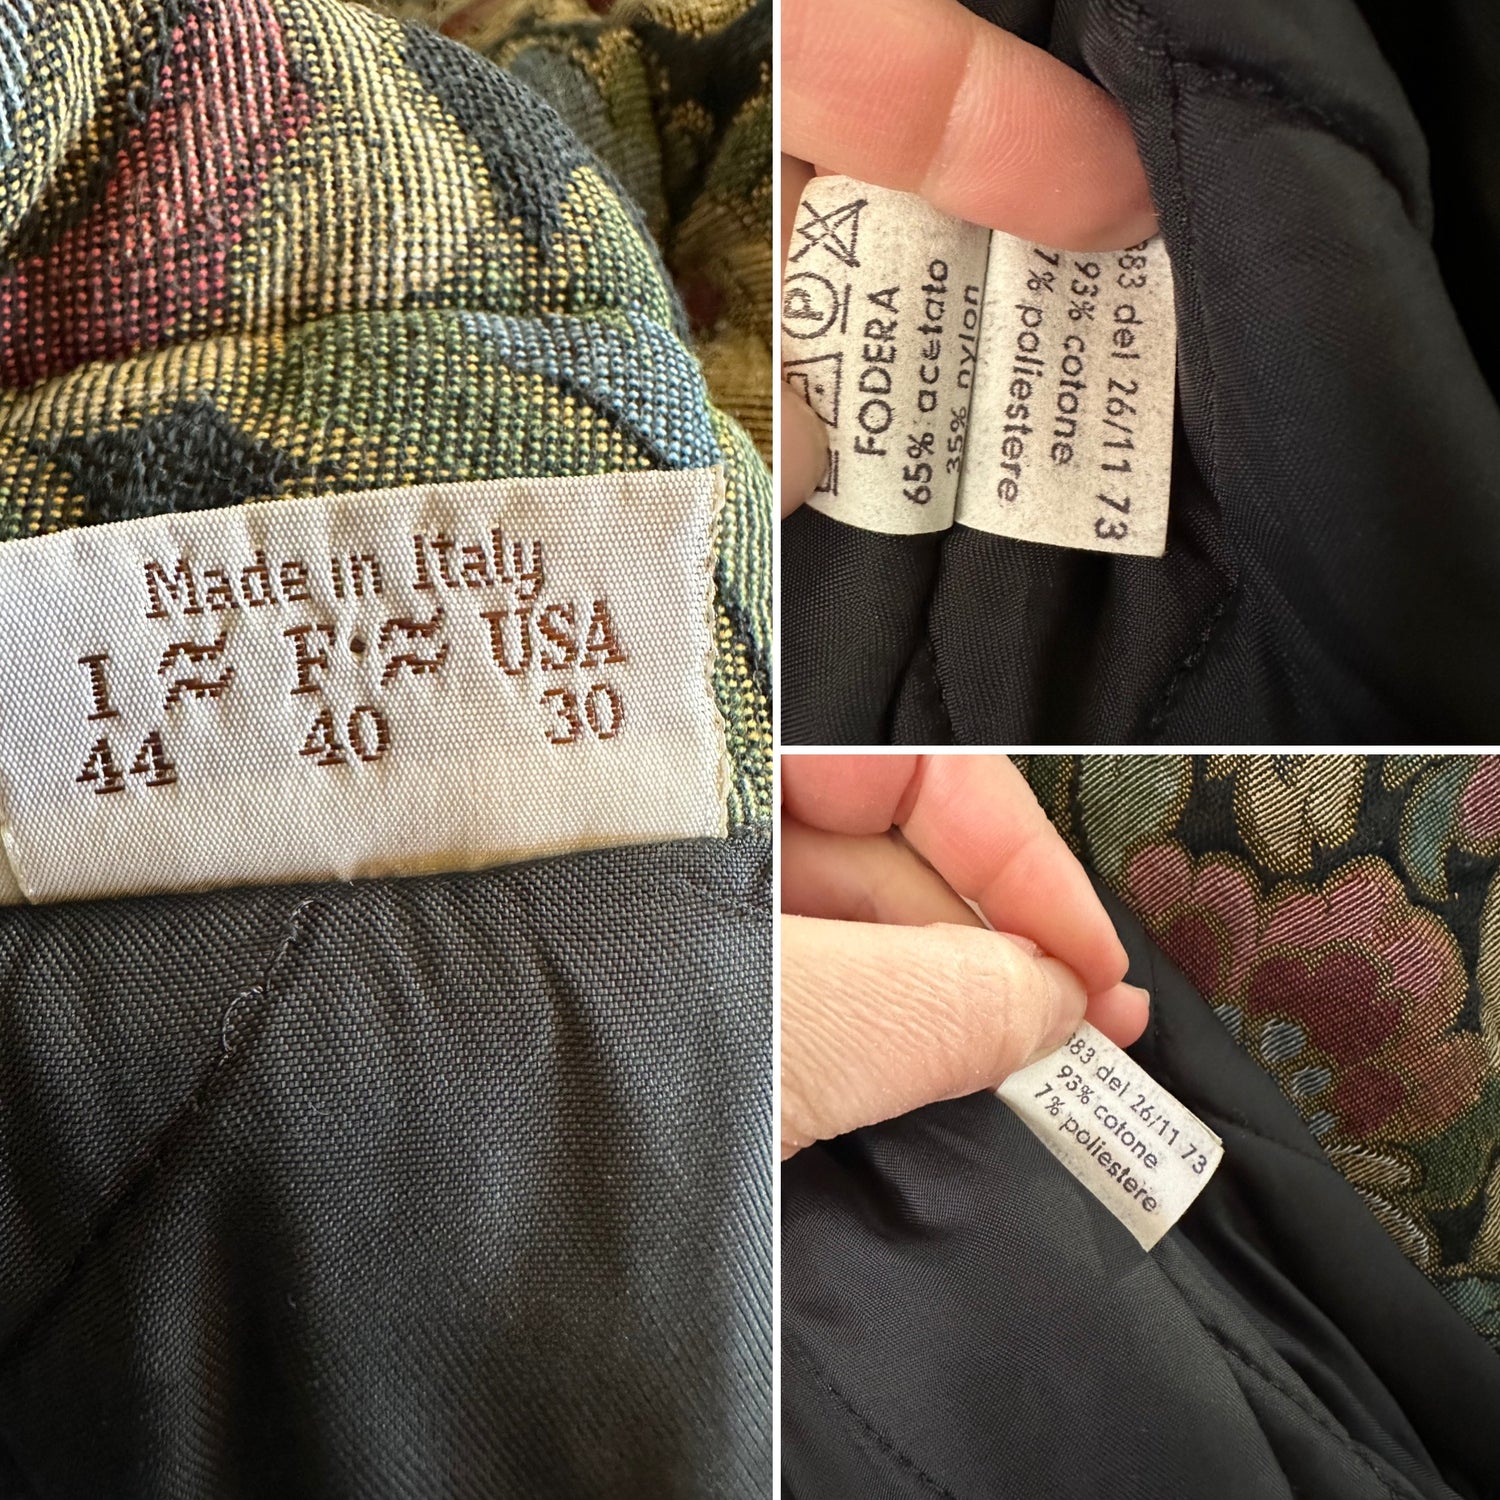 Made in Italy
I ≈ F·≈ USA
44 40 30
FODERA
65% acetato
35% nylon
883 del 26/11 73
93% cotone
7% poliestere
83 del 26/11 73
93% cotone
7% poliestere